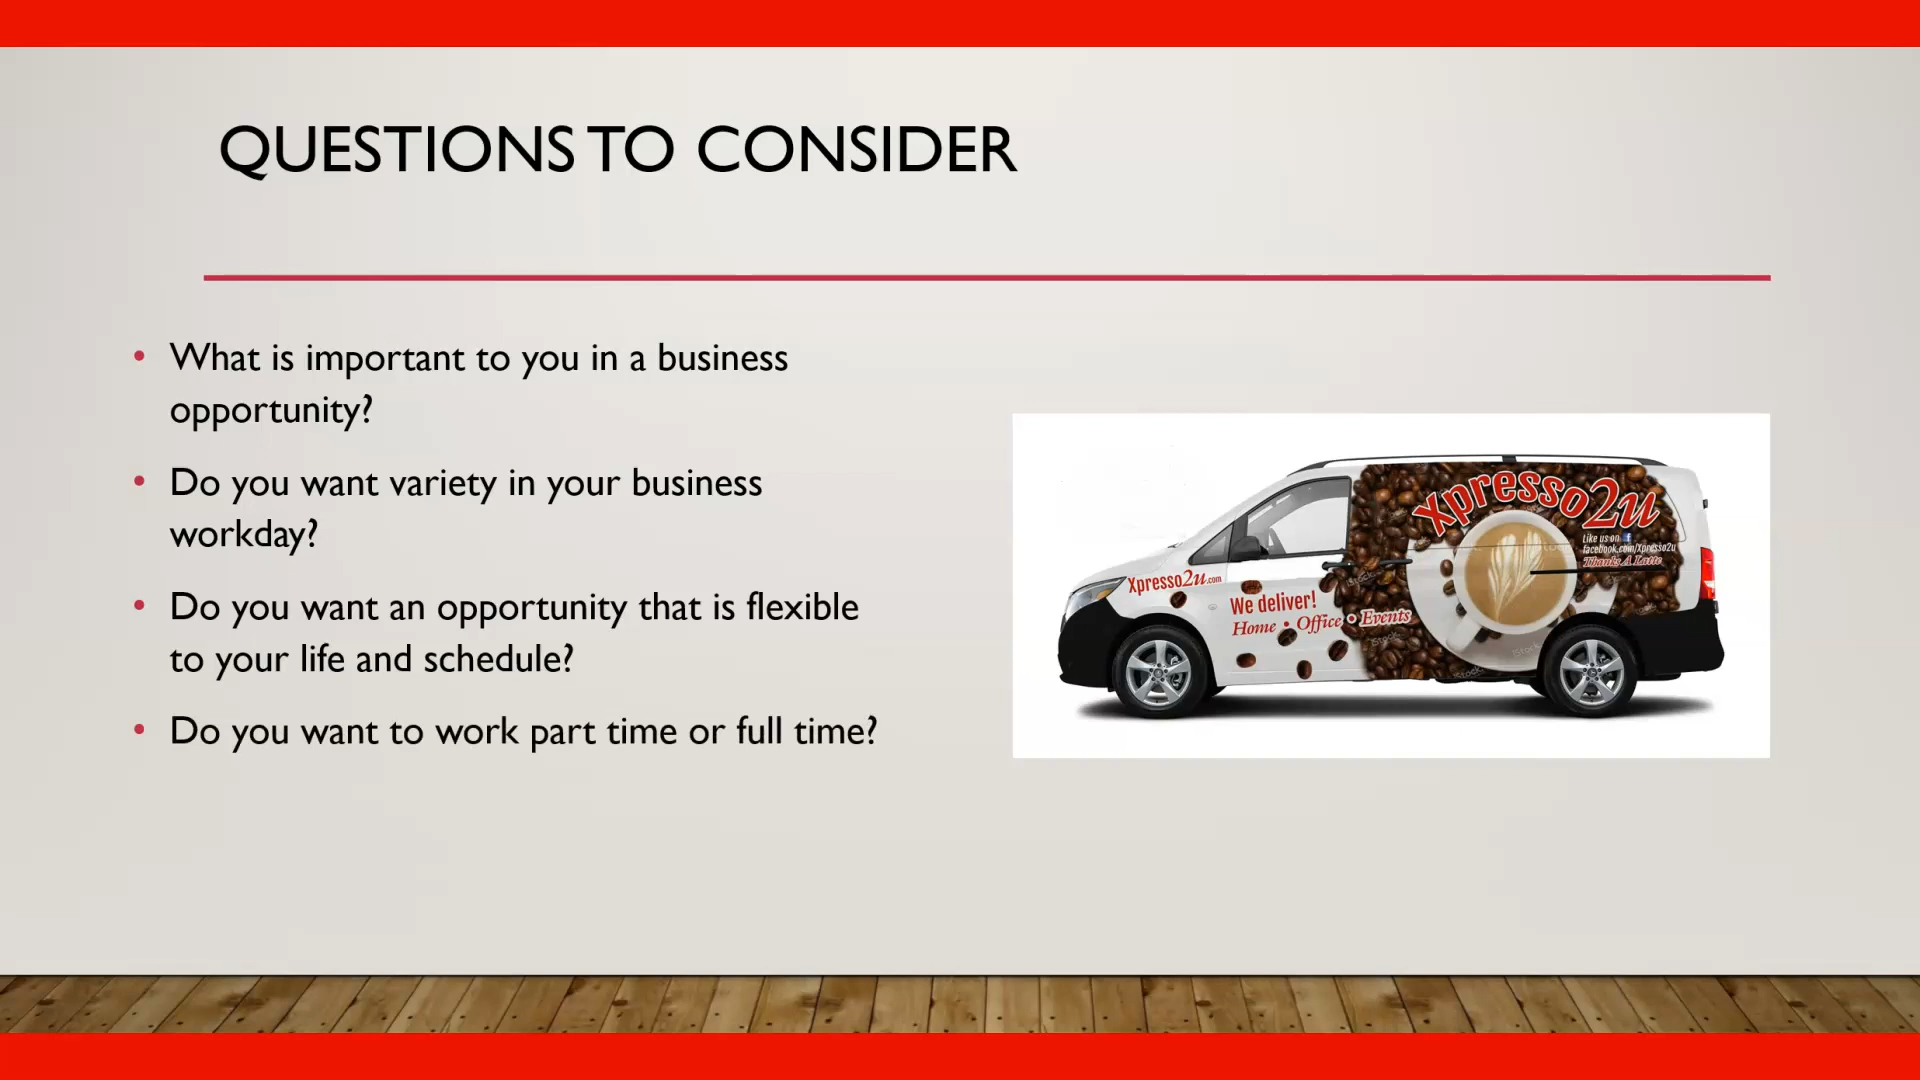 QUESTIONS TO CONSIDER
• What is important to you in a business
opportunity?
• Do you want variety in your business
workday?
• Do you want an opportunity that is flexible
to your life and schedule?
• Do you want to work part time or full time?
Xpresso2u
Like us on f
facebook.com/Xpresso2u
Thanks A Latte
Xpresso2u.com
We deliver!
Home • Office • Events
iStock
iStock
iStock